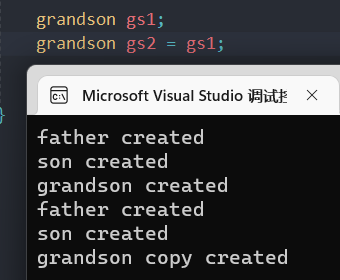 grandson gs1;
grandson gs2 = gs1;
}
Microsoft Visual Studio 调试
father created
son created
grandson created
father created
son created
grandson copy created